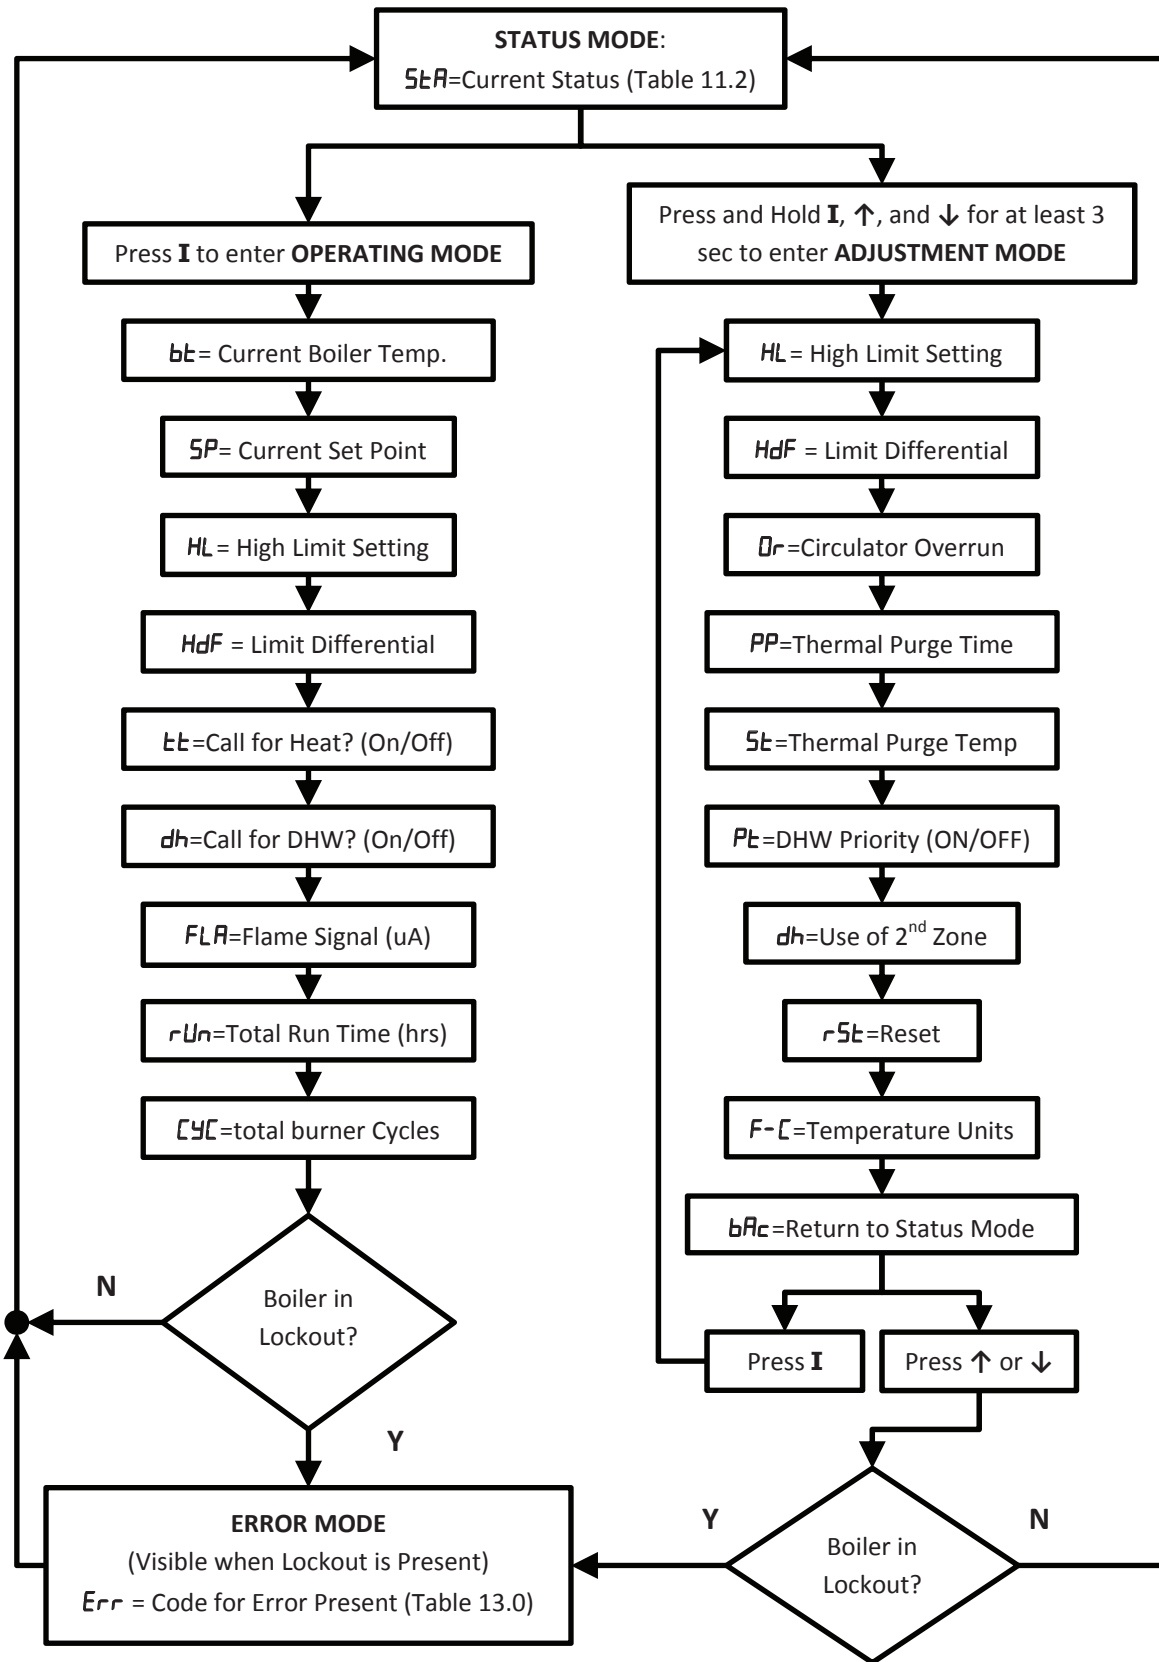 STATUS MODE:
StA=Current Status (Table 11.2)
Press I to enter OPERATING MODE
bt= Current Boiler Temp.
SP= Current Set Point
HL= High Limit Setting
HdF = Limit Differential
tt=Call for Heat? (On/Off)
dh=Call for DHW? (On/Off)
FLA=Flame Signal (uA)
rUn=Total Run Time (hrs)
CYC=total burner Cycles
Boiler in
Lockout?
N
Y
ERROR MODE
(Visible when Lockout is Present)
Err = Code for Error Present (Table 13.0)
Press and Hold I, ↑, and ↓ for at least 3
sec to enter ADJUSTMENT MODE
HL= High Limit Setting
HdF = Limit Differential
Or=Circulator Overrun
PP=Thermal Purge Time
St=Thermal Purge Temp
Pt=DHW Priority (ON/OFF)
dh=Use of 2nd Zone
rSt=Reset
F-C=Temperature Units
bAc=Return to Status Mode
Press I
Press ↑ or ↓
Boiler in
Lockout?
Y
N